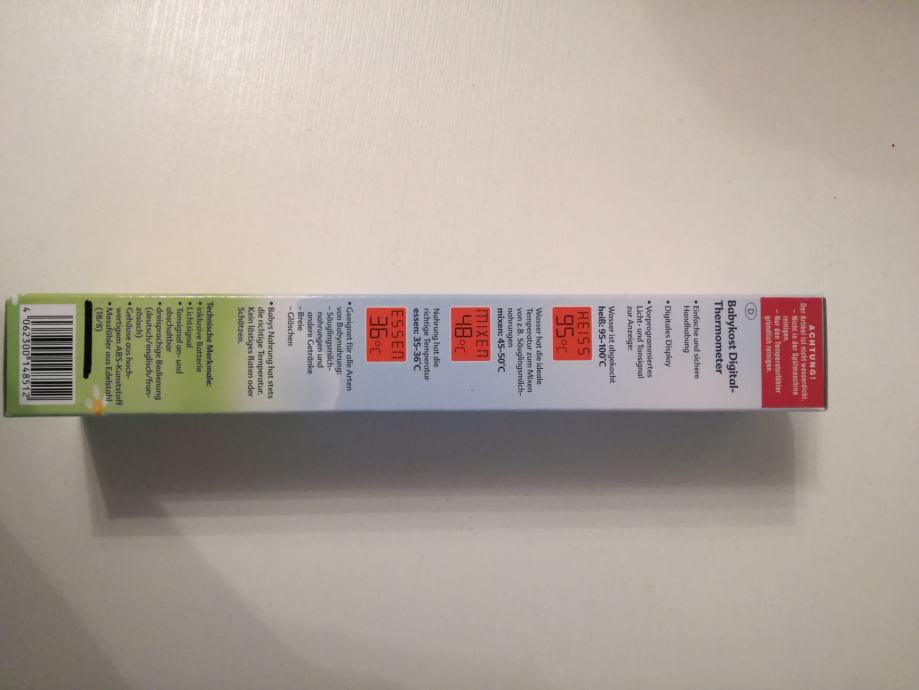 ACHTUNG!
Der Artikel ist nicht wasserdicht.
Nicht in der Spülmaschine
reinigen.
– Nur den Temperaturfühler
gründlich reinigen.
D
Babykost Digital-
Thermometer
• Einfache und sichere
Handhabung
• Digitales Display
• Vorprogrammiertes
Licht- und Tonsignal
zur Anzeige:
Wasser ist abgekocht
heiß: 95-100°C
HEISS
95°C
Wasser hat die ideale
Temperatur zum Mixen
von z.B. Säuglingsmilch-
nahrungen
mixen: 45-50°C
MIXEN
48°C
Nahrung hat die
richtige Temperatur
essen: 35-36°C
ESSEN
36°C
• Geeignet für alle Arten
von Babynahrung:
– Säuglingsmilch-
nahrungen und
andere Getränke
– Breie
– Gläschen
• Babys Nahrung hat stets
die richtige Temperatur.
Kein lästiges Raten oder
Schätzen!
Technische Merkmale:
• inklusive Batterie
• Lichtsignal
• Tonsignal an- und
abschaltbar
• dreisprachige Bedienung
(deutsch/englisch/fran-
zösisch)
• Gehäuse aus hoch-
wertigem ABS-Kunststoff
• Messfühler aus Edelstahl
(18/8)
4 062300 148512